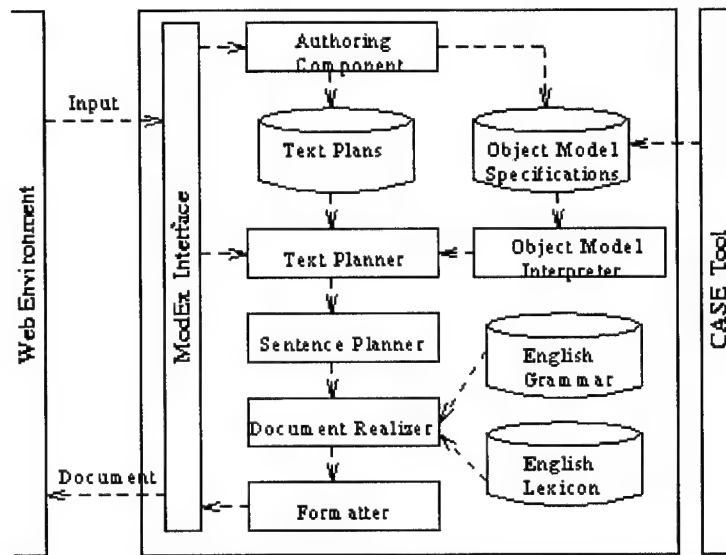 Authoring
Component
Input
Text Plans
Object Model
Specifications
Web Environment
ModEx Interface
CASE Tool
Text Planner
Object Model
Interpreter
Sentence Planner
English
Grammar
Document Realizer
Document
English
Lexicon
Formatter